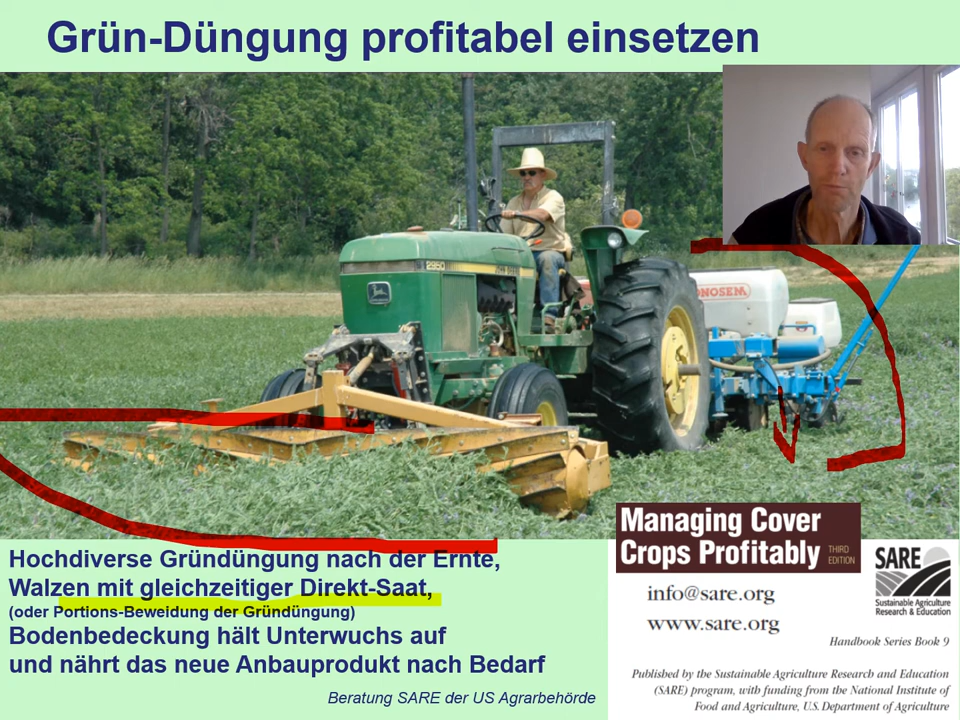 Grün-Düngung profitabel einsetzen
2950
MONOSEM
Hochdiverse Gründüngung nach der Ernte,
Walzen mit gleichzeitiger Direkt-Saat,
(oder Portions-Beweidung der Gründüngung)
Bodenbedeckung hält Unterwuchs auf
und nährt das neue Anbauprodukt nach Bedarf
Beratung SARE der US Agrarbehörde
Managing Cover
Crops Profitably
THIRD
EDITION
SARE
Sustainable Agriculture
Research & Education
info@sare.org
www.sare.org
Handbook Series Book 9
Published by the Sustainable Agriculture Research and Education
(SARE) program, with funding from the National Institute of
Food and Agriculture, U.S. Department of Agriculture